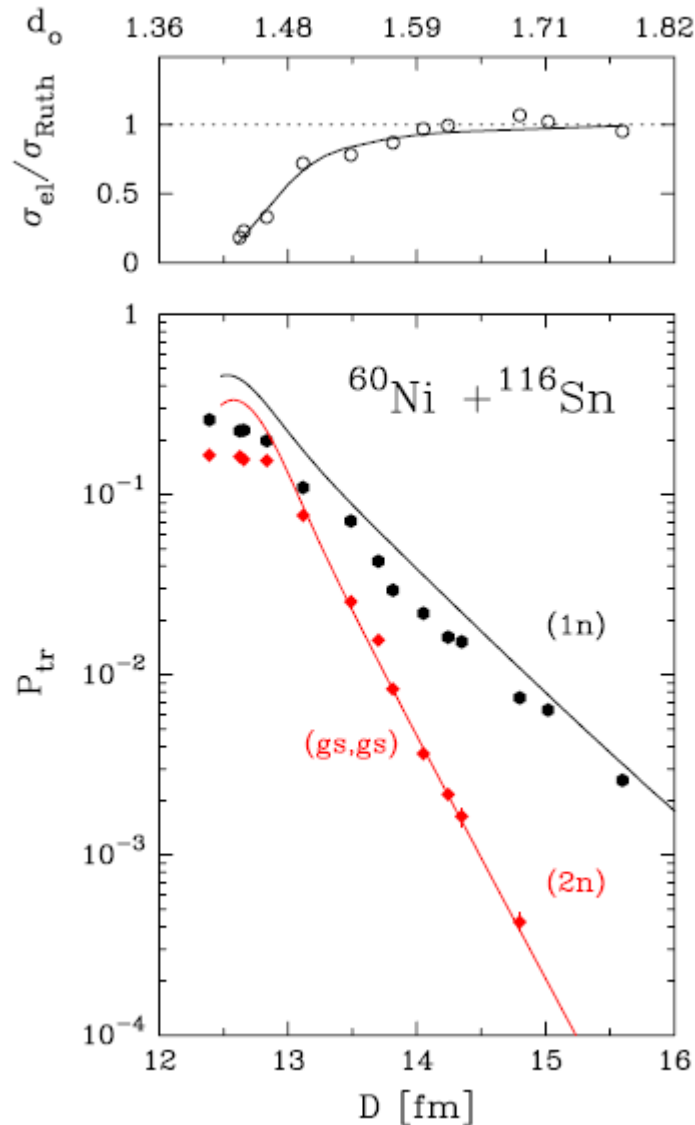 d₀ 1.36 1.48 1.59 1.71 1.82
σ_el/σ_Ruth
1
0.5
0
1
⁶⁰Ni + ¹¹⁶Sn
10⁻¹
(1n)
10⁻²
P_tr
(gs,gs)
10⁻³
(2n)
10⁻⁴
12 13 14 15 16
D [fm]